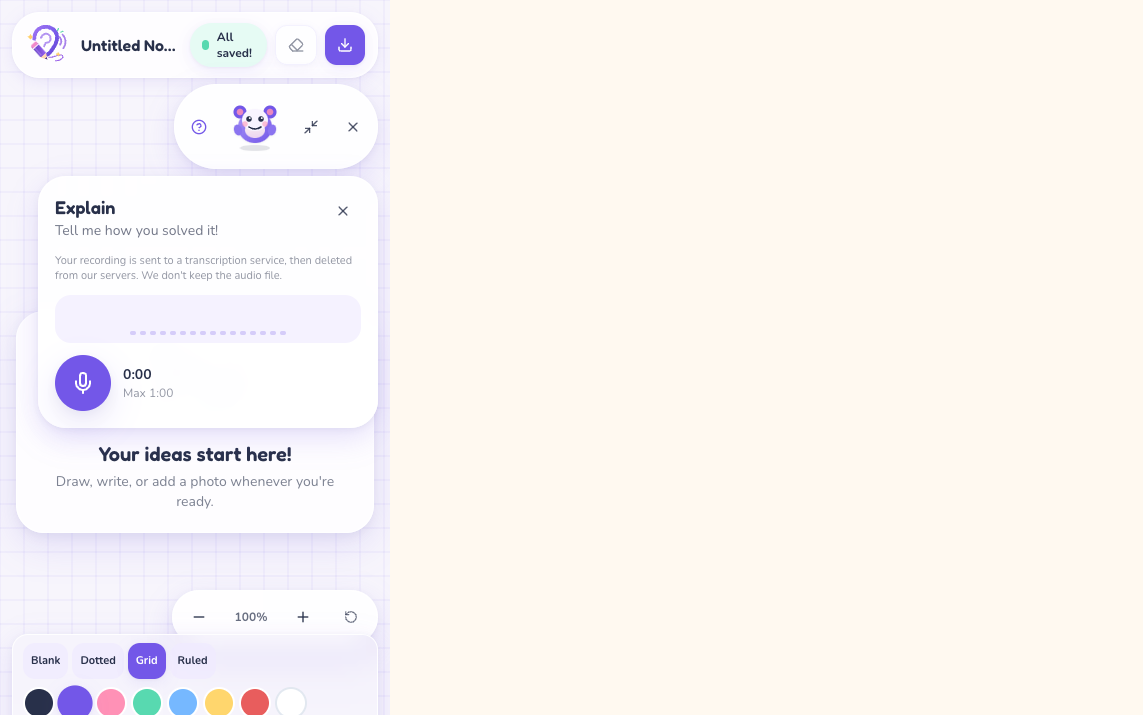 Untitled No...
All
saved!
Explain
Tell me how you solved it!
Your recording is sent to a transcription service, then deleted
from our servers. We don't keep the audio file.
0:00
Max 1:00
Your ideas start here!
Draw, write, or add a photo whenever you're
ready.
100%
Blank Dotted Grid Ruled